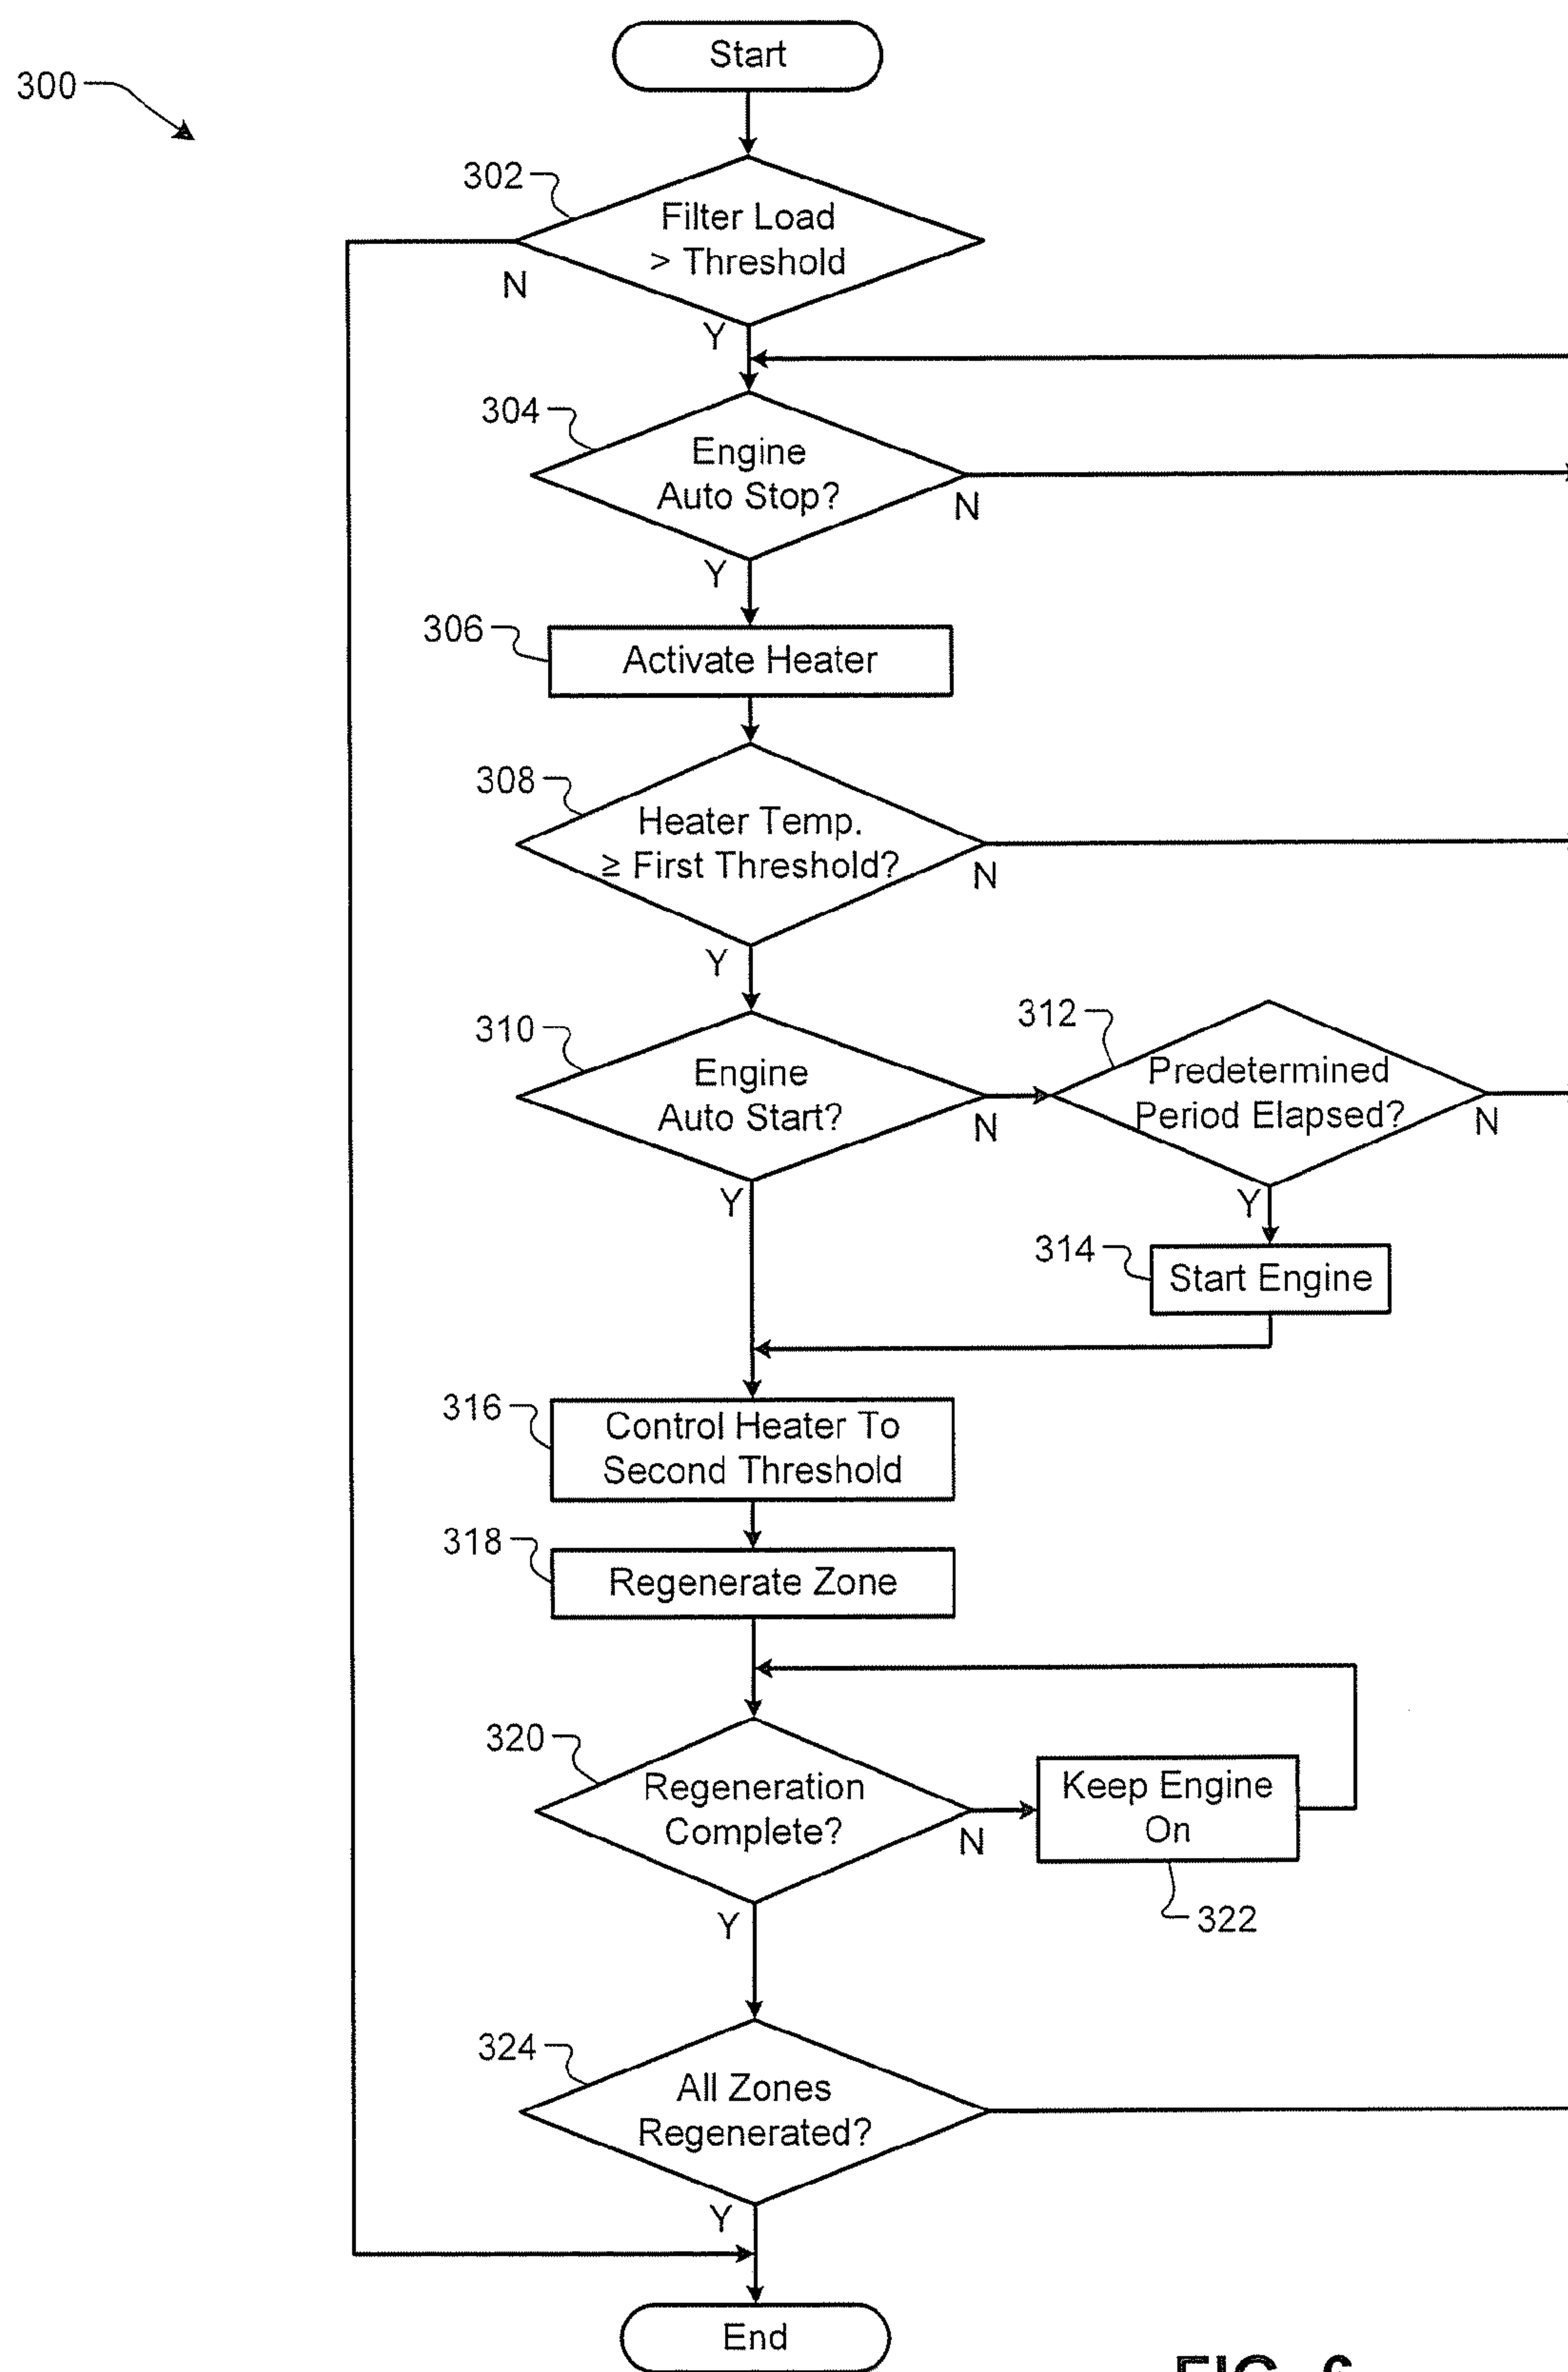 Start
300
302
Filter Load
> Threshold
N
Y
304
Engine
Auto Stop?
N
Y
306
Activate Heater
308
Heater Temp.
≥ First Threshold?
N
Y
310
Engine
Auto Start?
N
312
Predetermined
Period Elapsed?
N
Y
Y
314
Start Engine
316
Control Heater To
Second Threshold
318
Regenerate Zone
320
Regeneration
Complete?
N
Keep Engine
On
322
Y
324
All Zones
Regenerated?
Y
End
FIG. 6